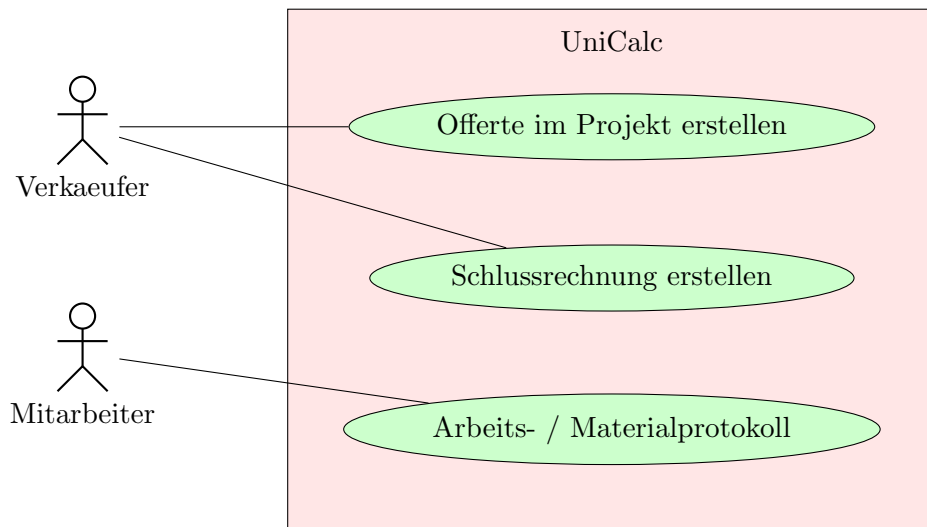 UniCalc
Offerte im Projekt erstellen
Verkaeufer
Schlussrechnung erstellen
Mitarbeiter
Arbeits- / Materialprotokoll